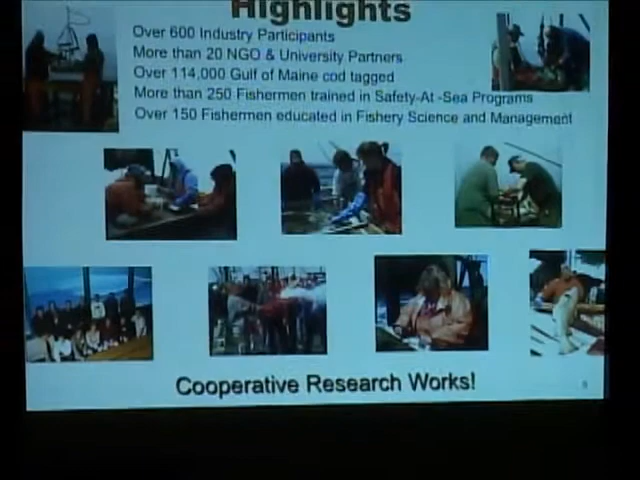 Highlights
Over 600 Industry Participants
More than 20 NGO & University Partners
Over 114,000 Gulf of Maine cod tagged
More than 250 Fishermen trained in Safety-At -Sea Programs
Over 150 Fishermen educated in Fishery Science and Management
Cooperative Research Works!